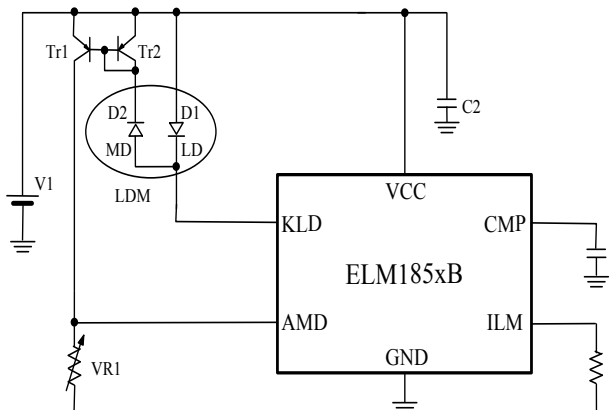 Tr1
Tr2
C2
D2
D1
MD
LD
LDM
V1
VCC
KLD
CMP
ELM185xB
AMD
ILM
GND
VR1